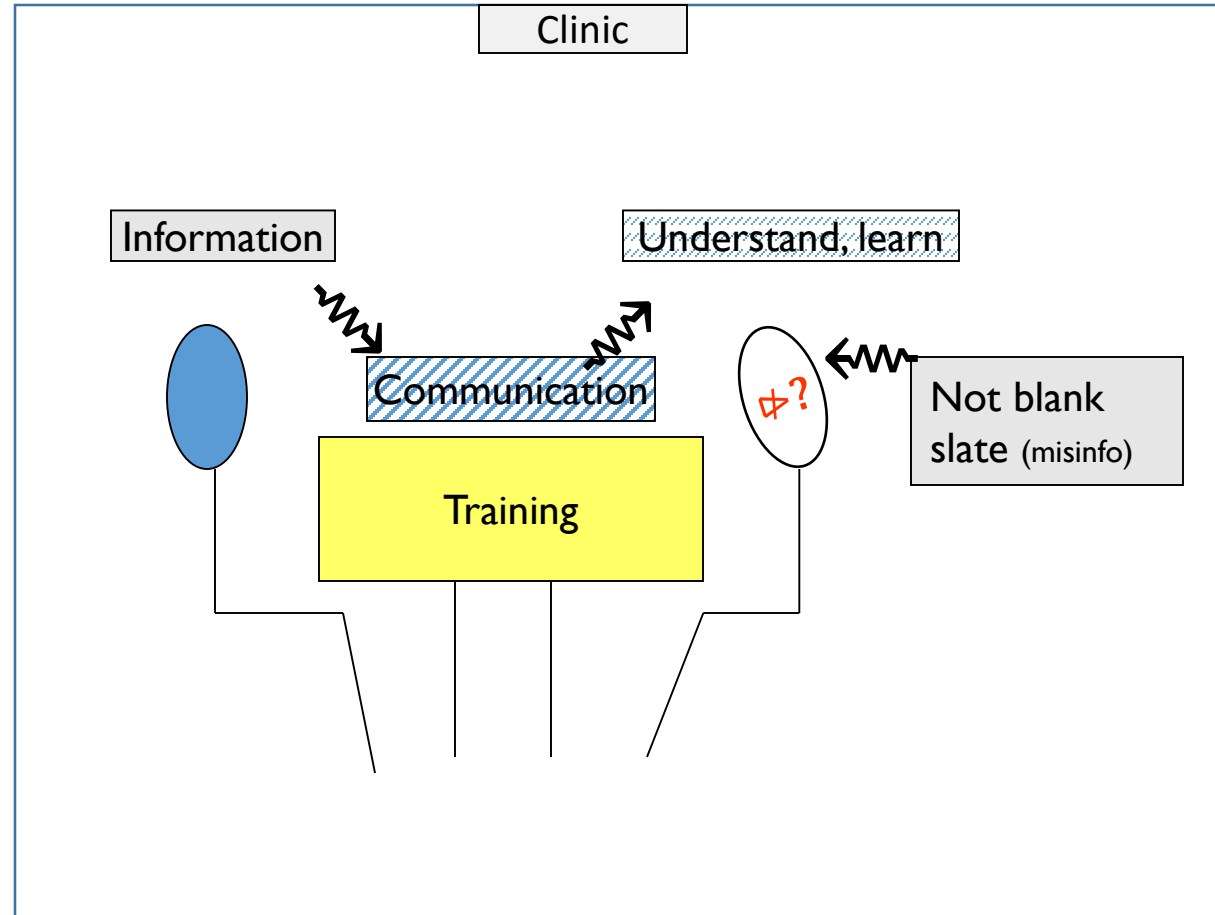 Clinic
Information
Understand, learn
Communication
?
Not blank
slate (misinfo)
Training